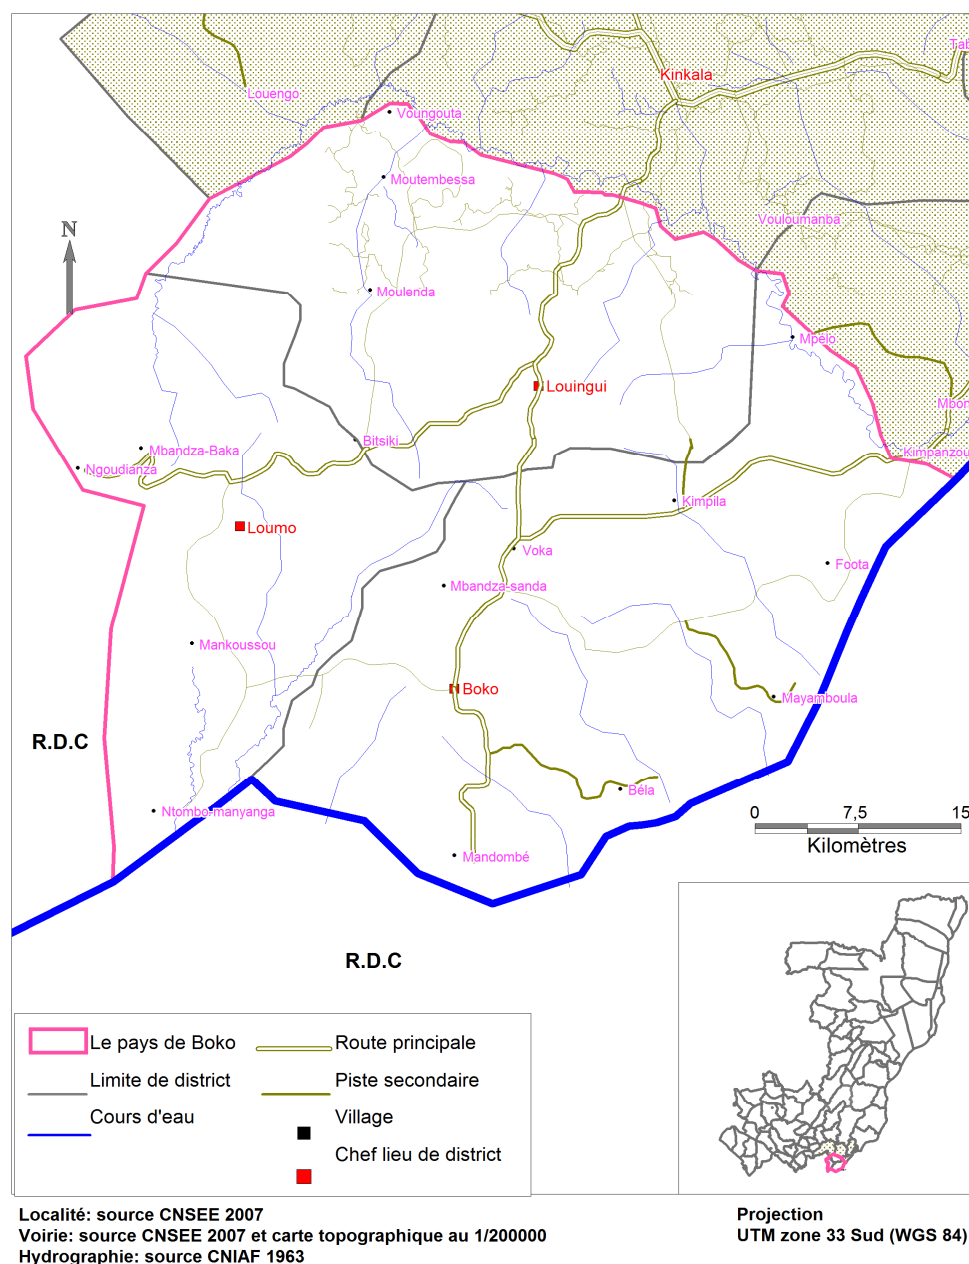 Kinkala
Tab
Louengo
Voungouta
Moutembessa
Vouloumanba
N
Moulenda
Mpelo
Louingui
Mbon
Bitsiki
Mbandza-Baka
Kimpanzou
Ngoudianza
Kimpila
Loumo
Voka
Foota
Mbandza-sanda
Mankoussou
Boko
Mayamboula
R.D.C
Béla
Ntombo-manyanga
0 7,5 15
Kilomètres
Mandombé
R.D.C
Le pays de Boko
Route principale
Limite de district
Piste secondaire
Cours d'eau
Village
Chef lieu de district
Localité: source CNSEE 2007
Voirie: source CNSEE 2007 et carte topographique au 1/200000
Hydrographie: source CNIAF 1963
Projection
UTM zone 33 Sud (WGS 84)